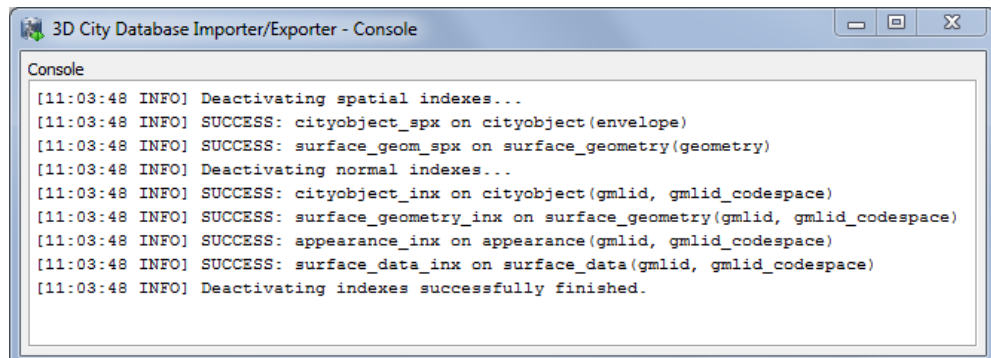 3D City Database Importer/Exporter - Console
Console
[11:03:48 INFO] Deactivating spatial indexes...
[11:03:48 INFO] SUCCESS: cityobject_spx on cityobject(envelope)
[11:03:48 INFO] SUCCESS: surface_geom_spx on surface_geometry(geometry)
[11:03:48 INFO] Deactivating normal indexes...
[11:03:48 INFO] SUCCESS: cityobject_inx on cityobject(gmlid, gmlid_codespace)
[11:03:48 INFO] SUCCESS: surface_geometry_inx on surface_geometry(gmlid, gmlid_codespace)
[11:03:48 INFO] SUCCESS: appearance_inx on appearance(gmlid, gmlid_codespace)
[11:03:48 INFO] SUCCESS: surface_data_inx on surface_data(gmlid, gmlid_codespace)
[11:03:48 INFO] Deactivating indexes successfully finished.